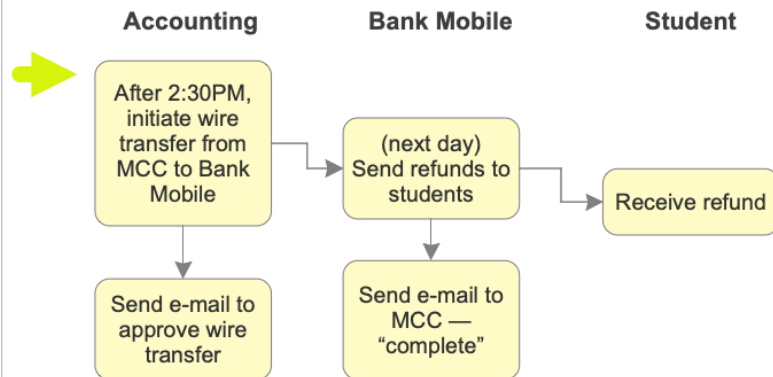 Accounting
Bank Mobile
Student
After 2:30PM,
initiate wire
transfer from
MCC to Bank
Mobile
(next day)
Send refunds to
students
Receive refund
Send e-mail to
approve wire
transfer
Send e-mail to
MCC —
“complete”